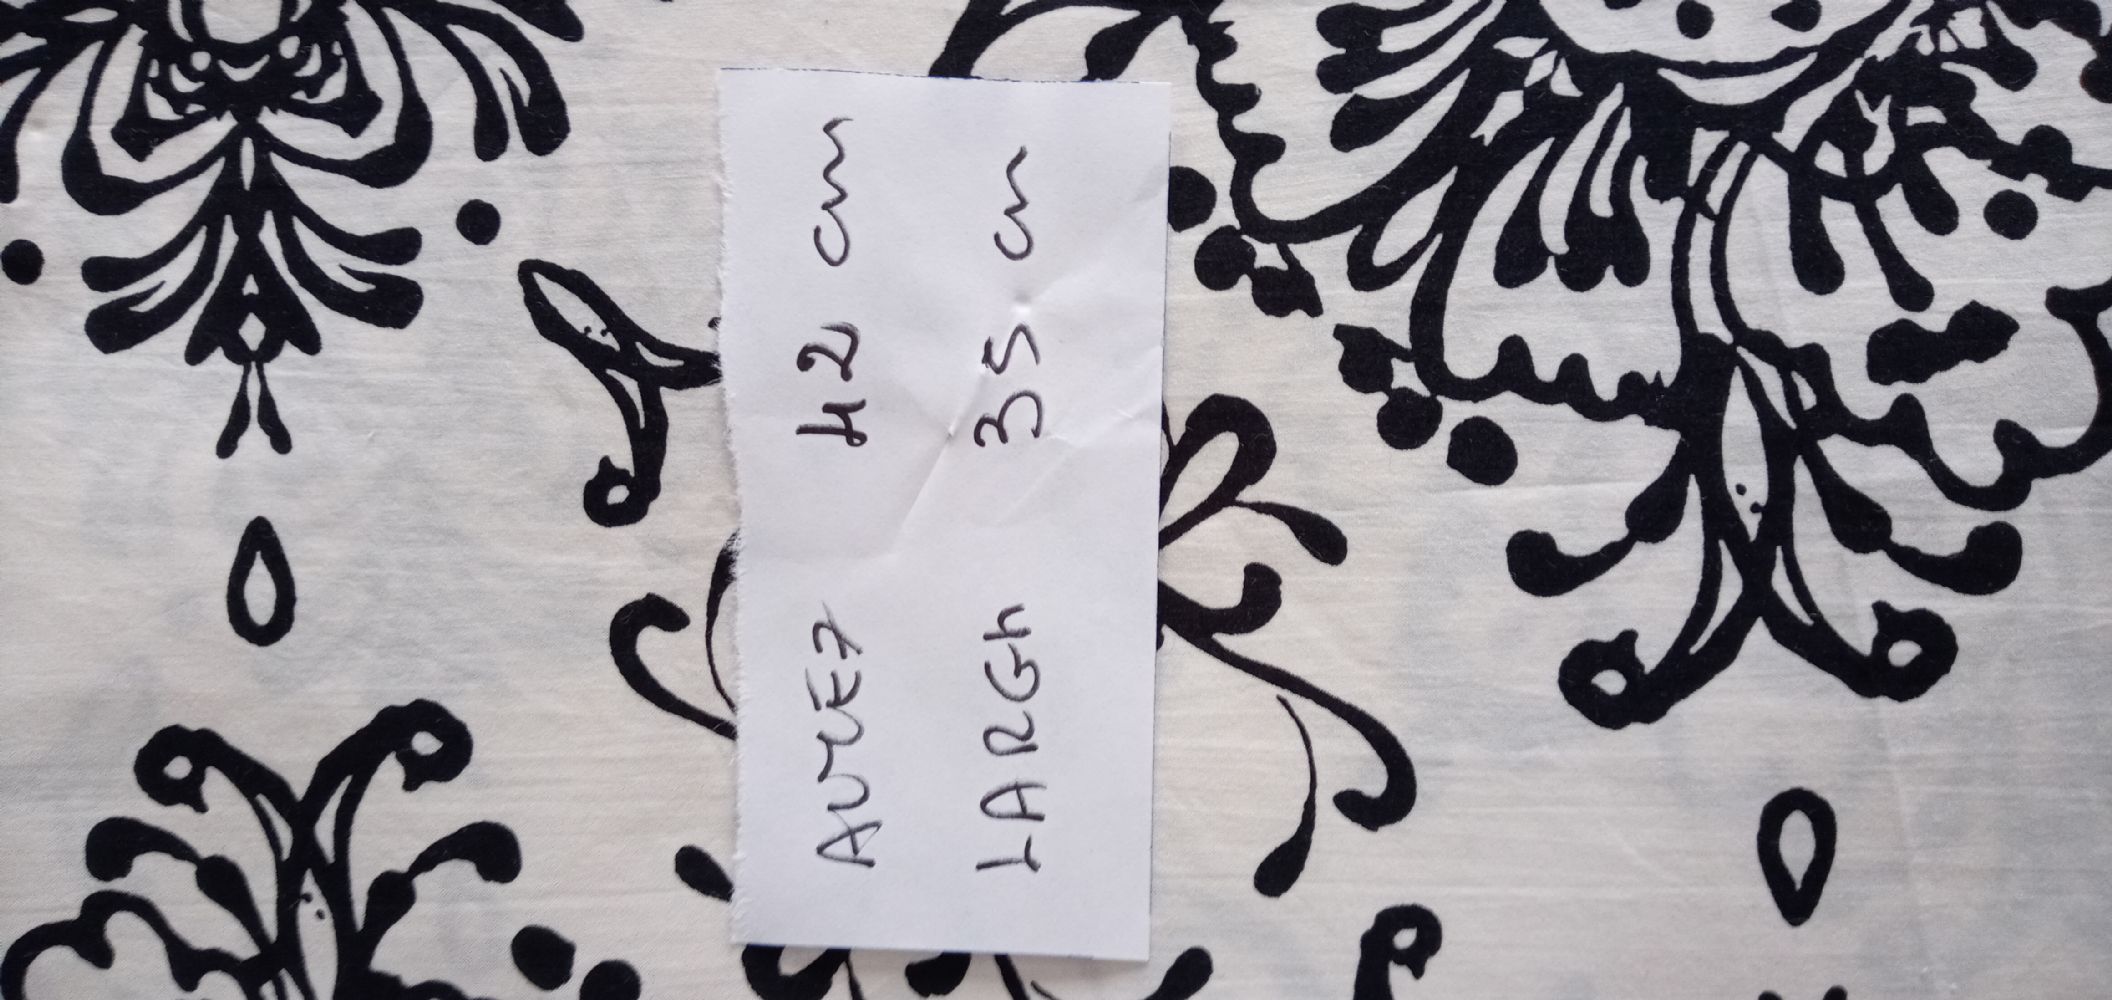 ALTEZ 42 cm
LARGH 35 cm